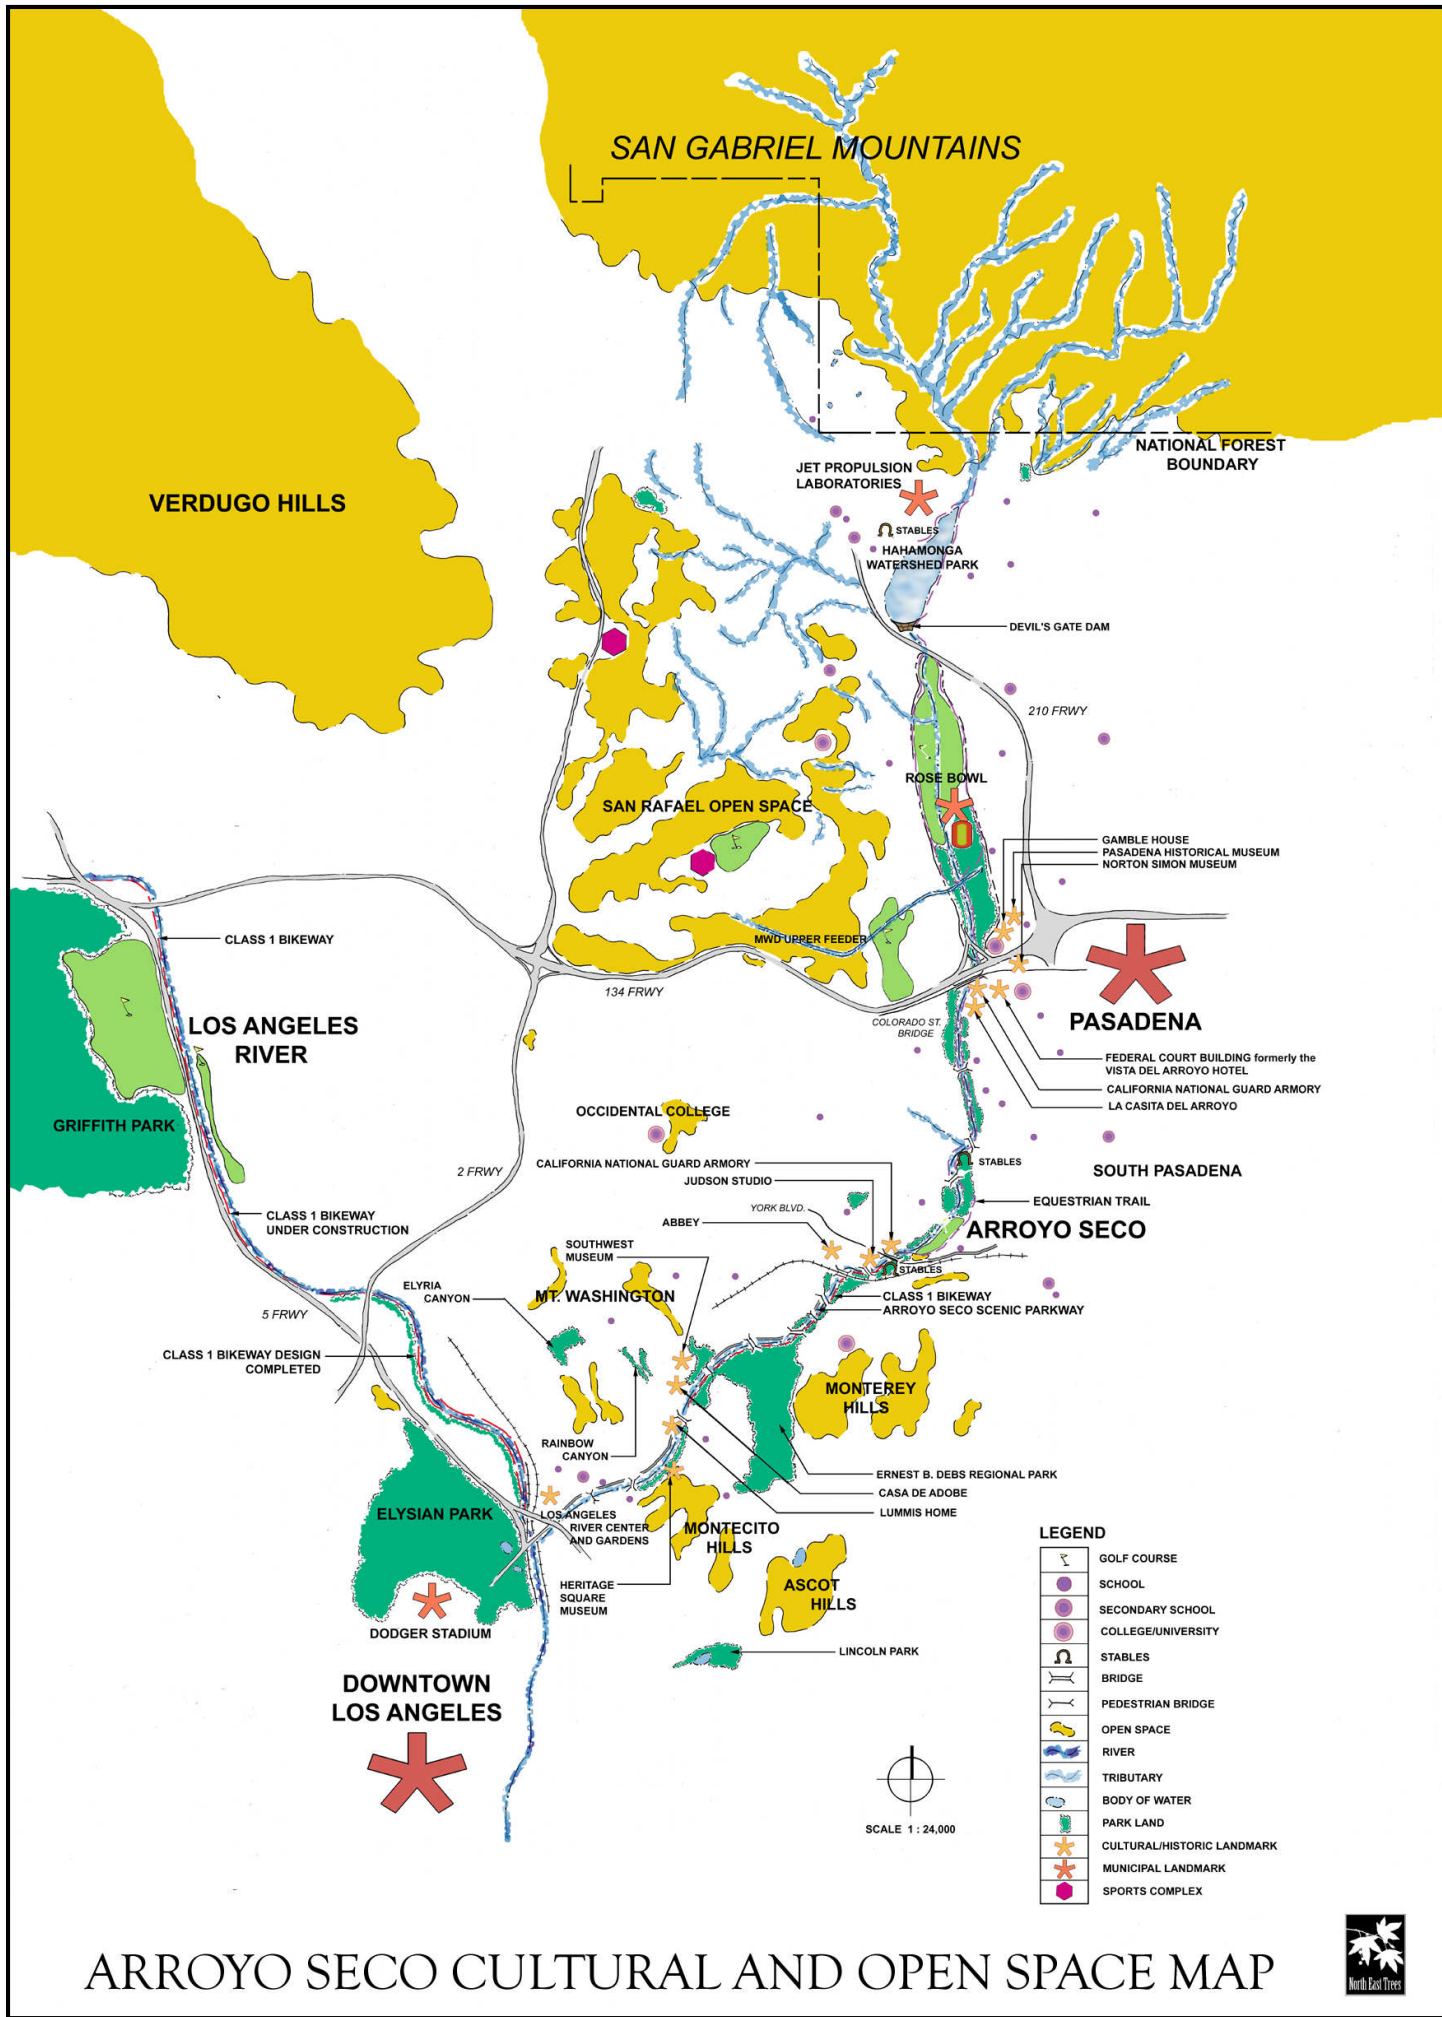 SAN GABRIEL MOUNTAINS
NATIONAL FOREST
BOUNDARY
JET PROPULSION
LABORATORIES
VERDUGO HILLS
STABLES
HAHAMONGA
WATERSHED PARK
DEVIL'S GATE DAM
210 FRWY
ROSE BOWL
SAN RAFAEL OPEN SPACE
GAMBLE HOUSE
PASADENA HISTORICAL MUSEUM
NORTON SIMON MUSEUM
CLASS 1 BIKEWAY
MWD UPPER FEEDER
134 FRWY
LOS ANGELES
RIVER
COLORADO ST.
BRIDGE
PASADENA
FEDERAL COURT BUILDING formerly the
VISTA DEL ARROYO HOTEL
CALIFORNIA NATIONAL GUARD ARMORY
LA CASITA DEL ARROYO
GRIFFITH PARK
OCCIDENTAL COLLEGE
2 FRWY
CALIFORNIA NATIONAL GUARD ARMORY
JUDSON STUDIO
STABLES
SOUTH PASADENA
EQUESTRIAN TRAIL
YORK BLVD.
ABBEY
ARROYO SECO
CLASS 1 BIKEWAY
UNDER CONSTRUCTION
SOUTHWEST
MUSEUM
STABLES
ELYRIA
CANYON
MT. WASHINGTON
CLASS 1 BIKEWAY
ARROYO SECO SCENIC PARKWAY
5 FRWY
CLASS 1 BIKEWAY DESIGN
COMPLETED
MONTEREY
HILLS
RAINBOW
CANYON
ERNEST B. DEBS REGIONAL PARK
CASA DE ADOBE
LUMMIS HOME
ELYSIAN PARK
LOS ANGELES
RIVER CENTER
AND GARDENS
MONTECITO
HILLS
ASCOT
HILLS
HERITAGE
SQUARE
MUSEUM
DODGER STADIUM
LINCOLN PARK
DOWNTOWN
LOS ANGELES
SCALE 1 : 24,000
LEGEND
GOLF COURSE
SCHOOL
SECONDARY SCHOOL
COLLEGE/UNIVERSITY
STABLES
BRIDGE
PEDESTRIAN BRIDGE
OPEN SPACE
RIVER
TRIBUTARY
BODY OF WATER
PARK LAND
CULTURAL/HISTORIC LANDMARK
MUNICIPAL LANDMARK
SPORTS COMPLEX
ARROYO SECO CULTURAL AND OPEN SPACE MAP
North East Trees